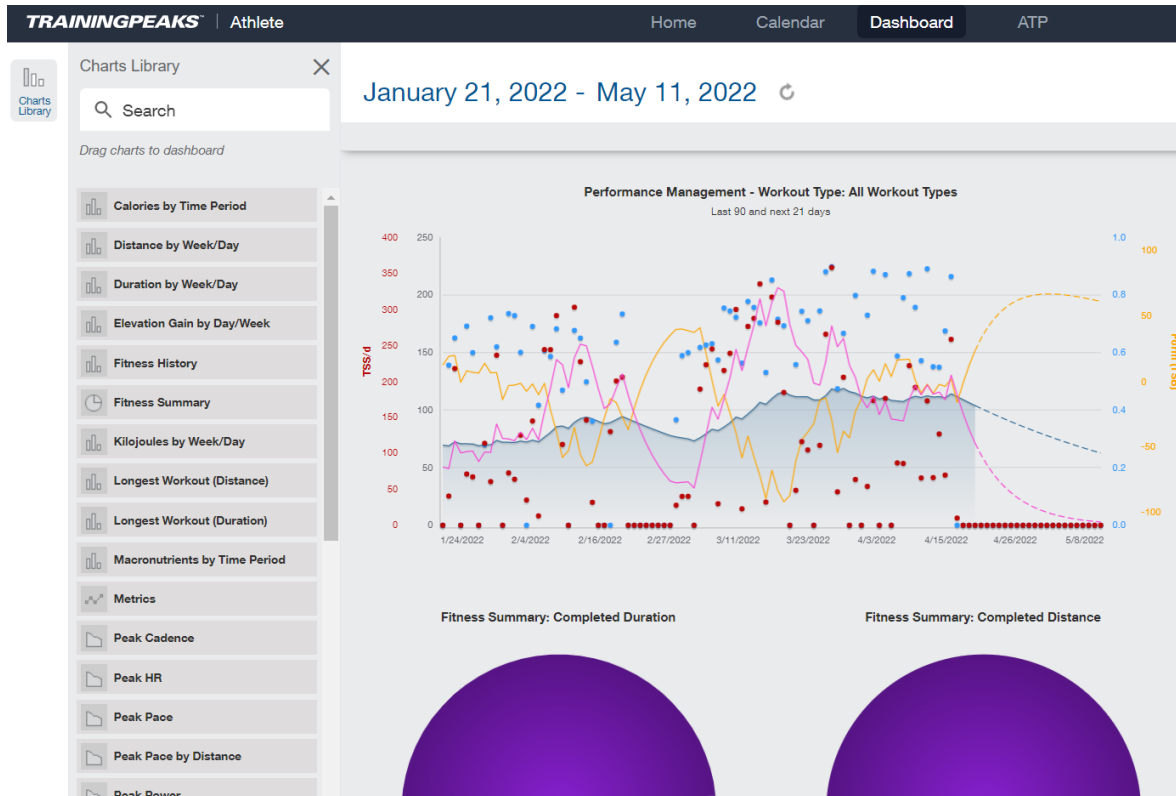 TRAININGPEAKS™ | Athlete
Home
Calendar
Dashboard
ATP
Charts Library
Charts Library
Search
Drag charts to dashboard
Calories by Time Period
Distance by Week/Day
Duration by Week/Day
Elevation Gain by Day/Week
Fitness History
Fitness Summary
Kilojoules by Week/Day
Longest Workout (Distance)
Longest Workout (Duration)
Macronutrients by Time Period
Metrics
Peak Cadence
Peak HR
Peak Pace
Peak Pace by Distance
Peak Power
January 21, 2022 - May 11, 2022
Performance Management - Workout Type: All Workout Types
Last 90 and next 21 days
400 250 1.0
100
350
200 0.8
300
50
250
150 0.6
TSS/d
200
0
Form (TSB)
150
100 0.4
100
-50
50 0.2
50
-100
0 0 0.0
1/24/2022 2/4/2022 2/16/2022 2/27/2022 3/11/2022 3/23/2022 4/3/2022 4/15/2022 4/26/2022 5/8/2022
Fitness Summary: Completed Duration
Fitness Summary: Completed Distance